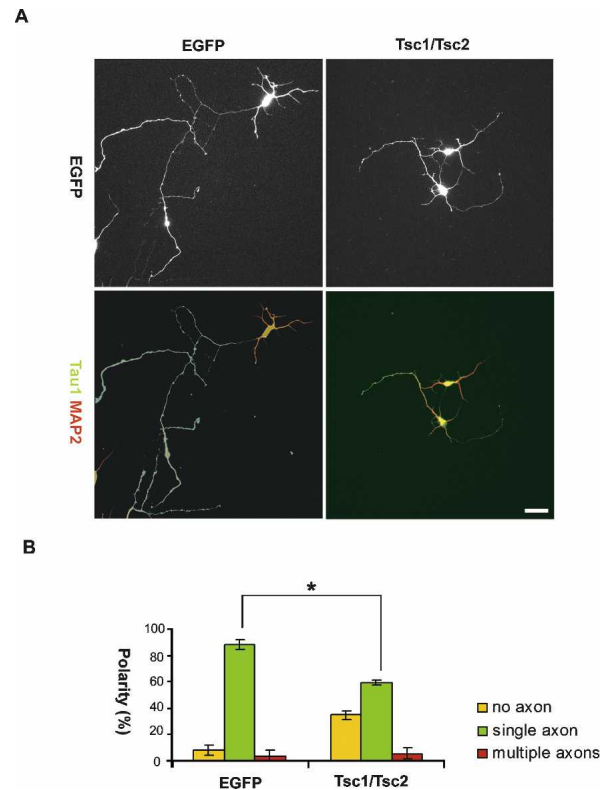 A
EGFP
Tsc1/Tsc2
EGFP
Tau1 MAP2
B
*
Polarity (%)
100
80
60
40
20
0
EGFP
Tsc1/Tsc2
no axon
single axon
multiple axons